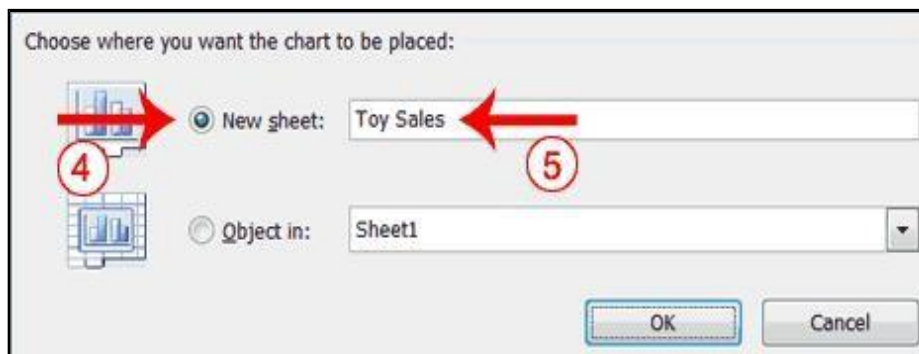 Choose where you want the chart to be placed:
④ New sheet: Toy Sales ⑤
Object in: Sheet1
OK Cancel